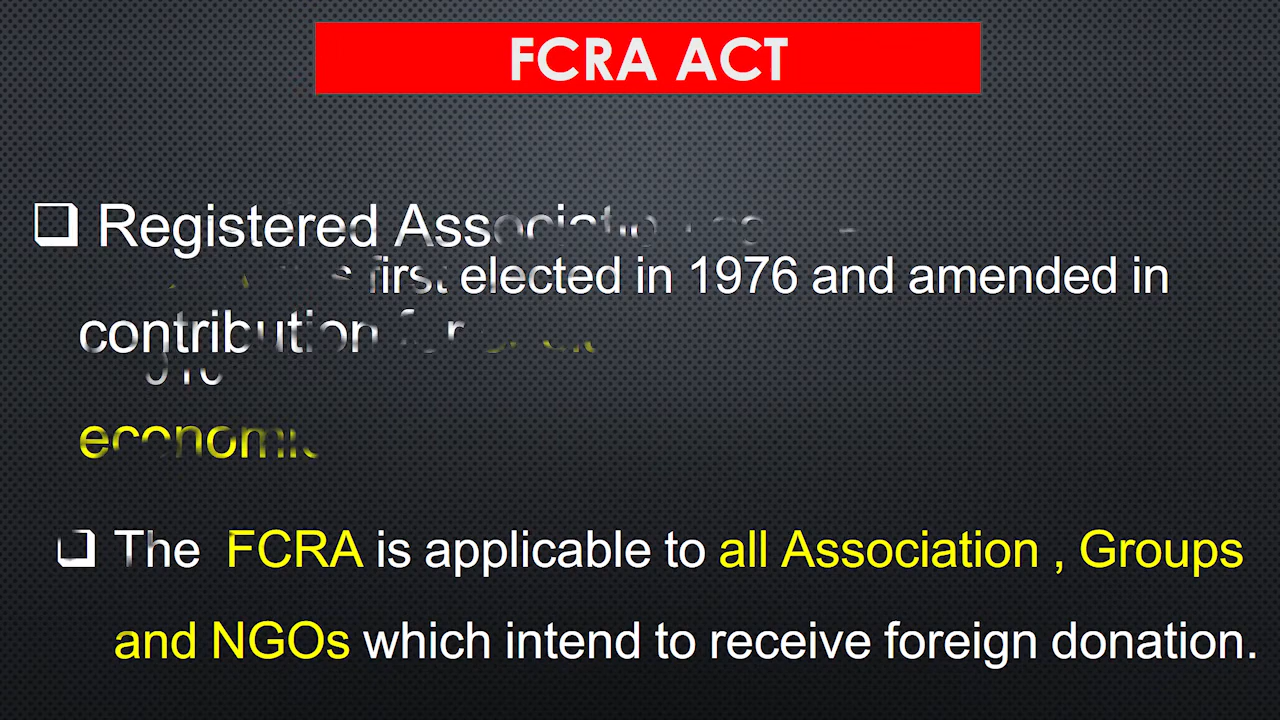 FCRA ACT
❑ Registered
first elected in 1976 and amended in
contribution
economic
❑ The FCRA is applicable to all Association , Groups
and NGOs which intend to receive foreign donation.